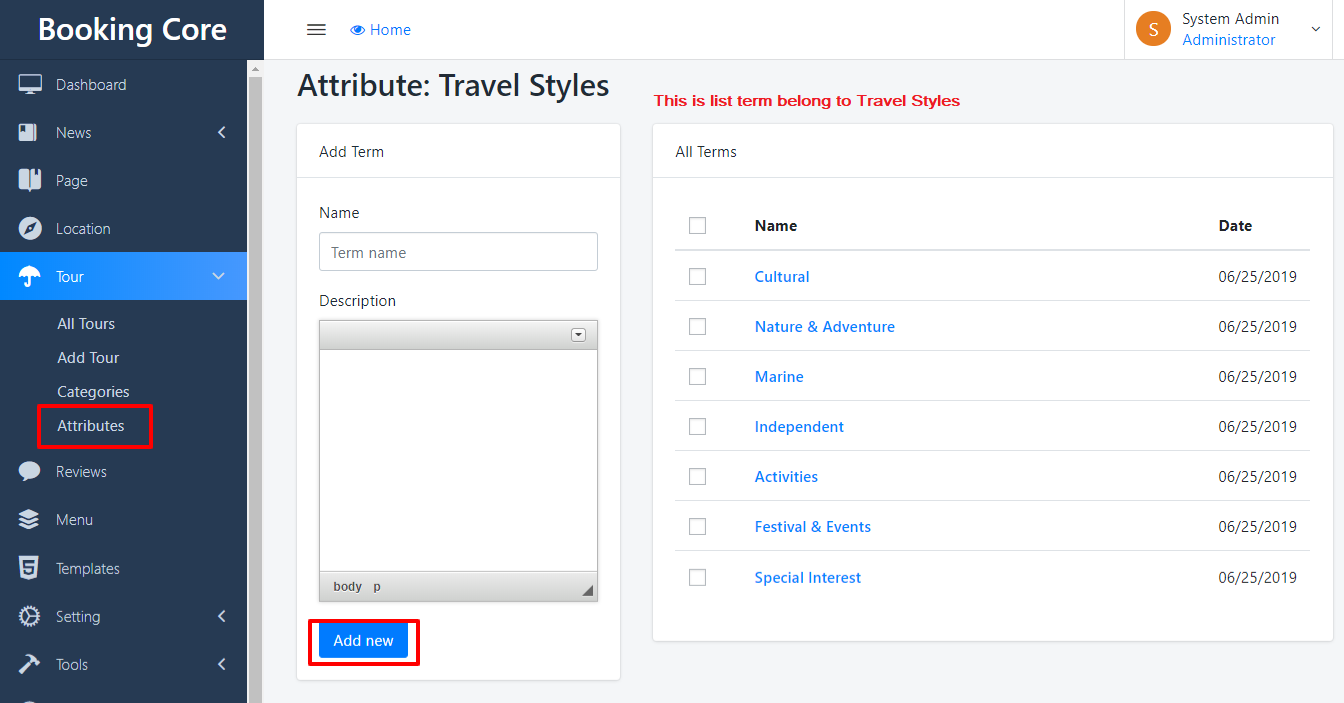 Booking Core
Home
S
System Admin
Administrator
Dashboard
News
Page
Location
Tour
All Tours
Add Tour
Categories
Attributes
Reviews
Menu
Templates
Setting
Tools
Attribute: Travel Styles
This is list term belong to Travel Styles
Add Term
Name
Term name
Description
body p
Add new
All Terms
Name Date
Cultural 06/25/2019
Nature & Adventure 06/25/2019
Marine 06/25/2019
Independent 06/25/2019
Activities 06/25/2019
Festival & Events 06/25/2019
Special Interest 06/25/2019